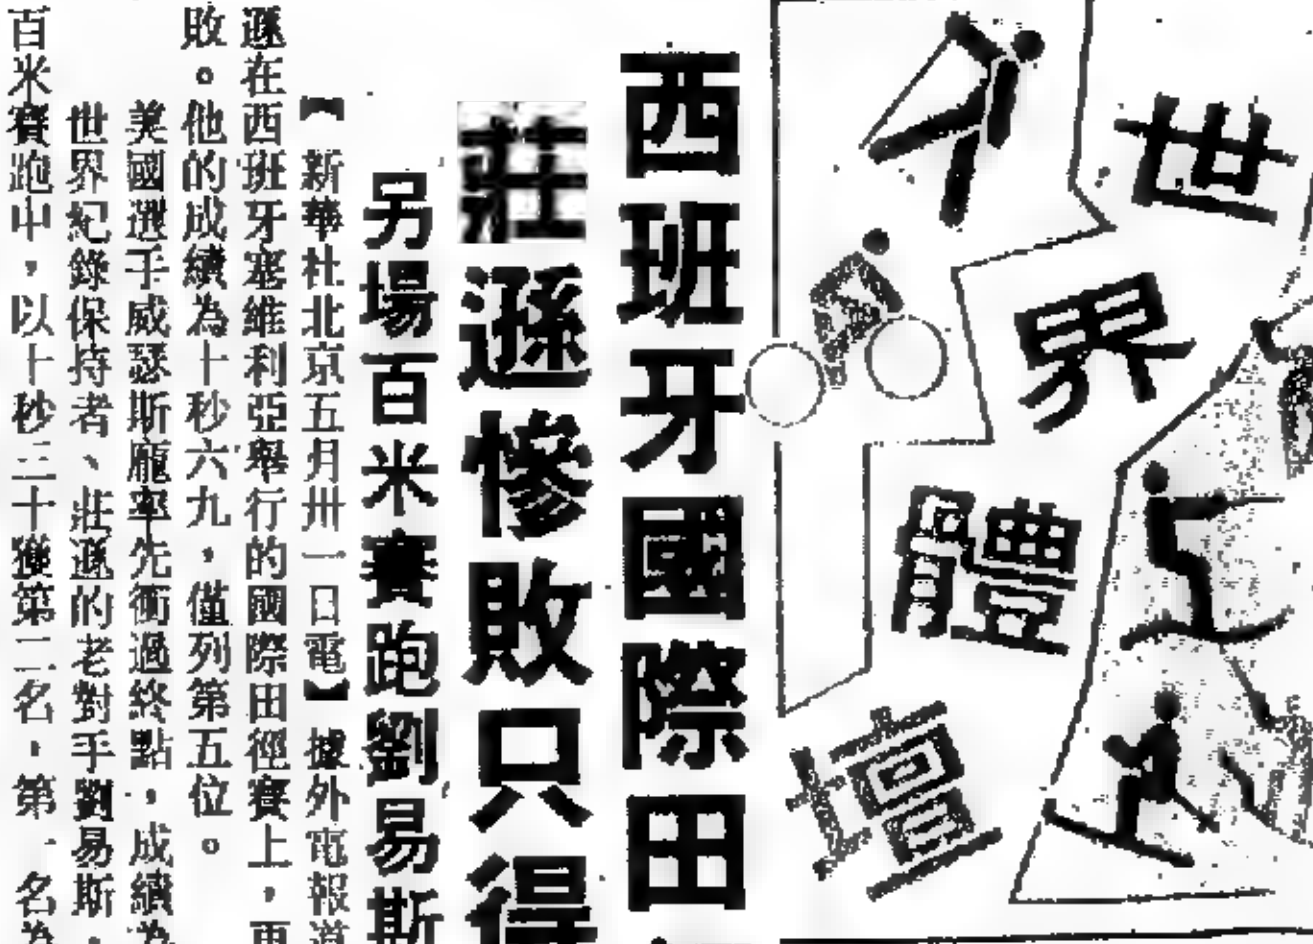 世界體壇
西班牙國際田
莊遜慘敗只得
另場百米賽跑劉易斯
【新華社北京五月卅一日電】據外電報道
遜在西班牙塞維利亞舉行的國際田徑賽上，再
敗。他的成績為十秒六九，僅列第五位。
美國選手威瑟斯龐率先衝過終點，成績為
世界紀錄保持者、莊遜的老對手劉易斯，
百米賽跑中，以十秒三十獲第二名，第一名為